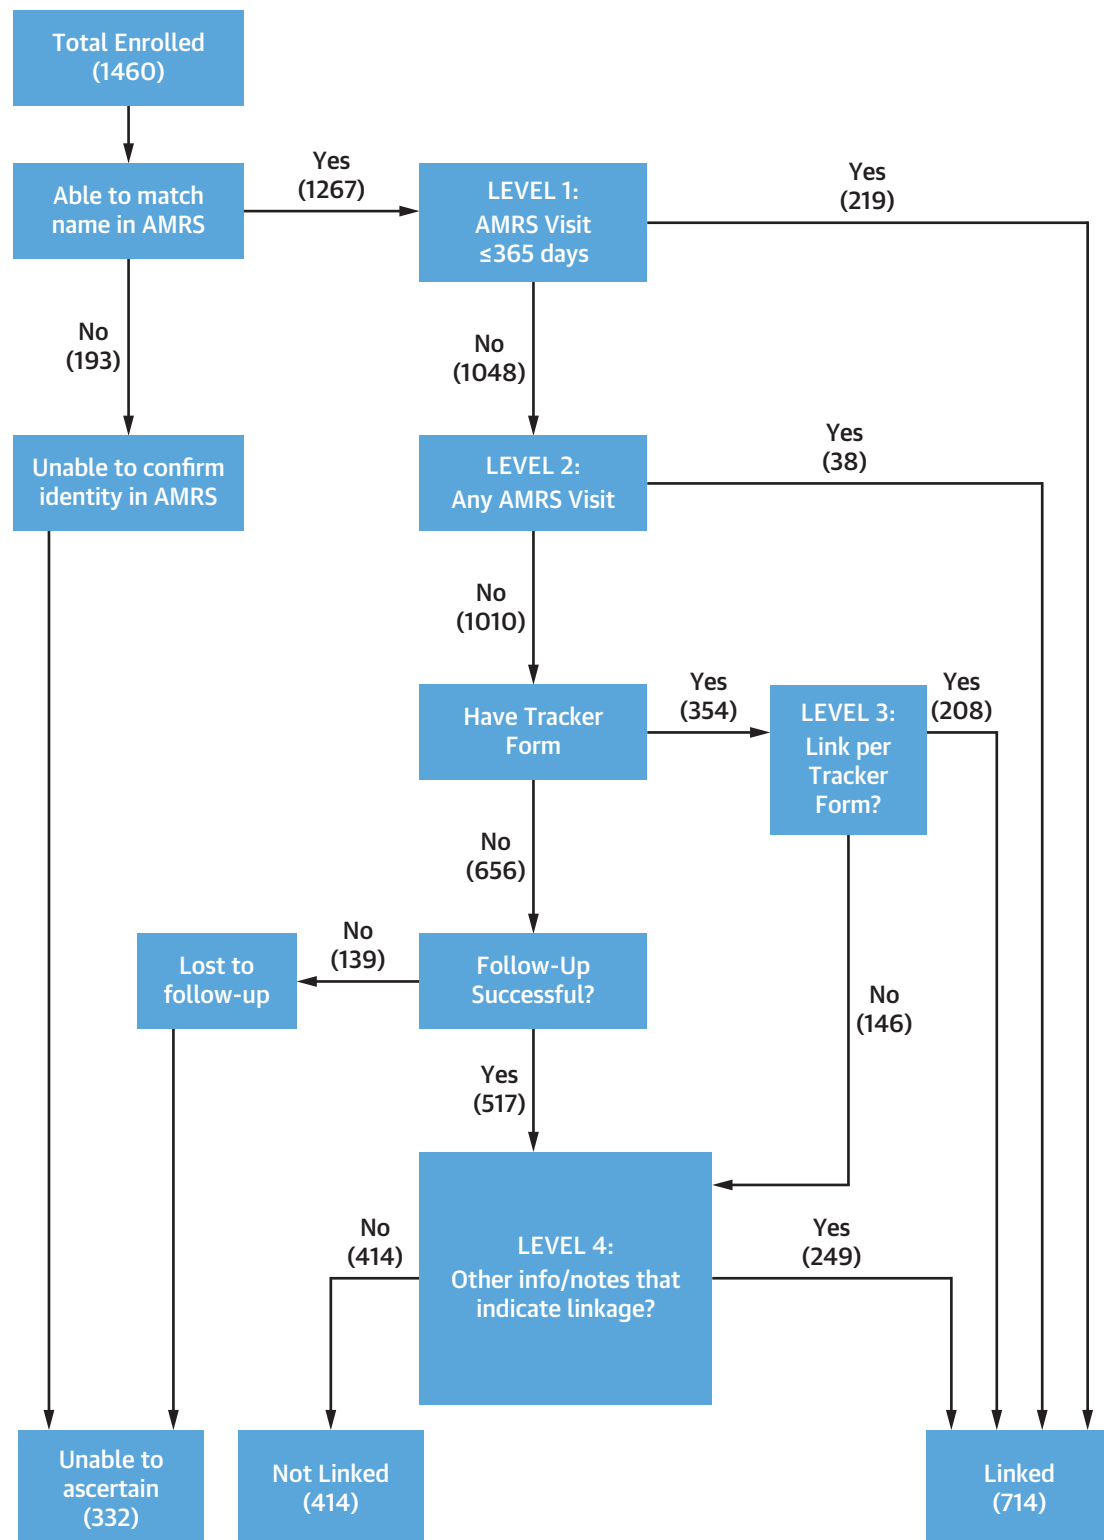 Total Enrolled
(1460)
Able to match
name in AMRS
Yes
(1267)
LEVEL 1:
AMRS Visit
≤365 days
Yes
(219)
No
(193)
No
(1048)
Unable to confirm
identity in AMRS
LEVEL 2:
Any AMRS Visit
Yes
(38)
No
(1010)
Have Tracker
Form
Yes
(354)
LEVEL 3:
Link per
Tracker
Form?
Yes
(208)
No
(656)
Lost to
follow-up
No
(139)
Follow-Up
Successful?
No
(146)
Yes
(517)
No
(414)
LEVEL 4:
Other info/notes that
indicate linkage?
Yes
(249)
Unable to
ascertain
(332)
Not Linked
(414)
Linked
(714)